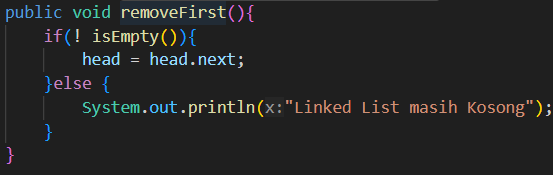 public void removeFirst(){
    if(! isEmpty()){
        head = head.next;
    }else {
        System.out.println(x:"Linked List masih Kosong");
    }
}